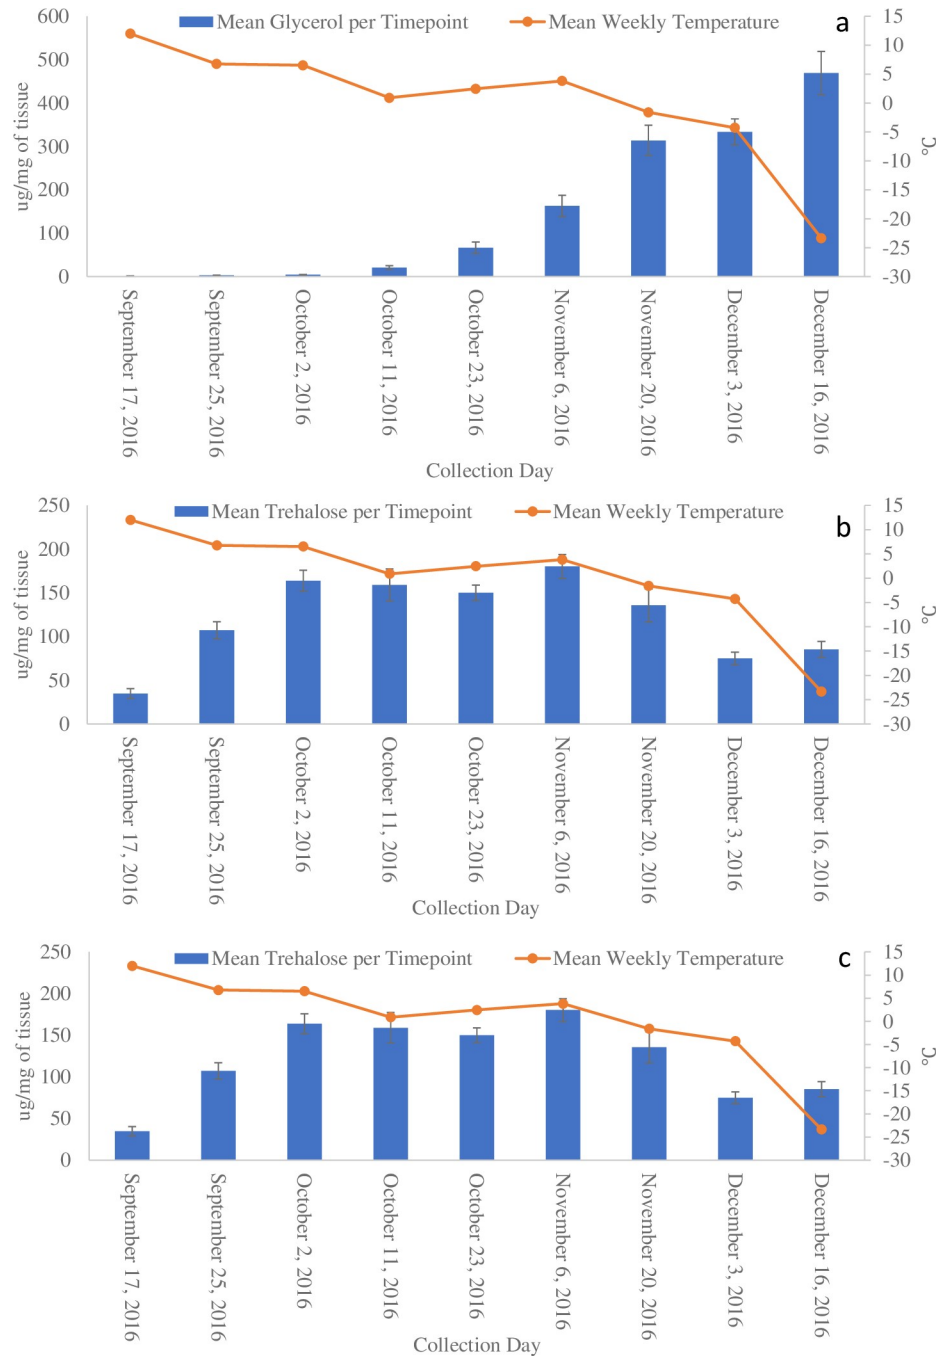 Mean Glycerol per Timepoint Mean Weekly Temperature a
600 15
500 10
400 5
300 0
200 -5
100 -10
0 -15
-20
-25
-30
ug/mg of tissue
°C
September 17, 2016
September 25, 2016
October 2, 2016
October 11, 2016
October 23, 2016
November 6, 2016
November 20, 2016
December 3, 2016
December 16, 2016
Collection Day
Mean Trehalose per Timepoint Mean Weekly Temperature b
250 15
200 10
150 5
100 0
50 -5
0 -10
-15
-20
-25
-30
ug/mg of tissue
°C
September 17, 2016
September 25, 2016
October 2, 2016
October 11, 2016
October 23, 2016
November 6, 2016
November 20, 2016
December 3, 2016
December 16, 2016
Collection Day
Mean Trehalose per Timepoint Mean Weekly Temperature c
250 15
200 10
150 5
100 0
50 -5
0 -10
-15
-20
-25
-30
ug/mg of tissue
°C
September 17, 2016
September 25, 2016
October 2, 2016
October 11, 2016
October 23, 2016
November 6, 2016
November 20, 2016
December 3, 2016
December 16, 2016
Collection Day